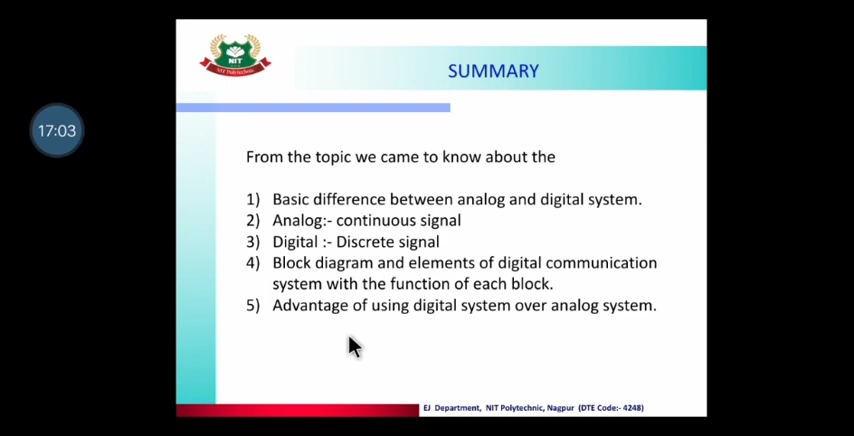 NIT
NIT Polytechnic
SUMMARY
17:03
From the topic we came to know about the
1) Basic difference between analog and digital system.
2) Analog:- continuous signal
3) Digital :- Discrete signal
4) Block diagram and elements of digital communication
system with the function of each block.
5) Advantage of using digital system over analog system.
EJ Department, NIT Polytechnic, Nagpur (DTE Code:- 4248)